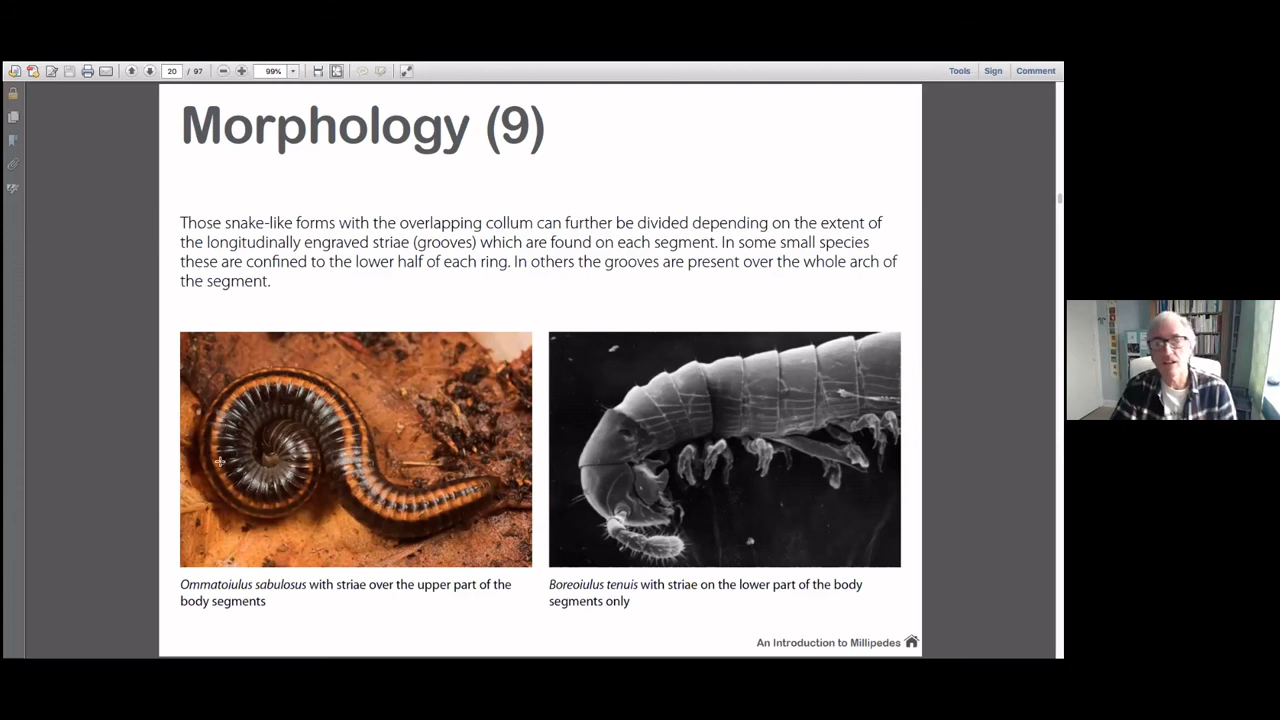 20 / 97
99%
Tools Sign Comment
Morphology (9)
Those snake-like forms with the overlapping collum can further be divided depending on the extent of
the longitudinally engraved striae (grooves) which are found on each segment. In some small species
these are confined to the lower half of each ring. In others the grooves are present over the whole arch of
the segment.
Ommatoiulus sabulosus with striae over the upper part of the
body segments
Boreoiulus tenuis with striae on the lower part of the body
segments only
An Introduction to Millipedes